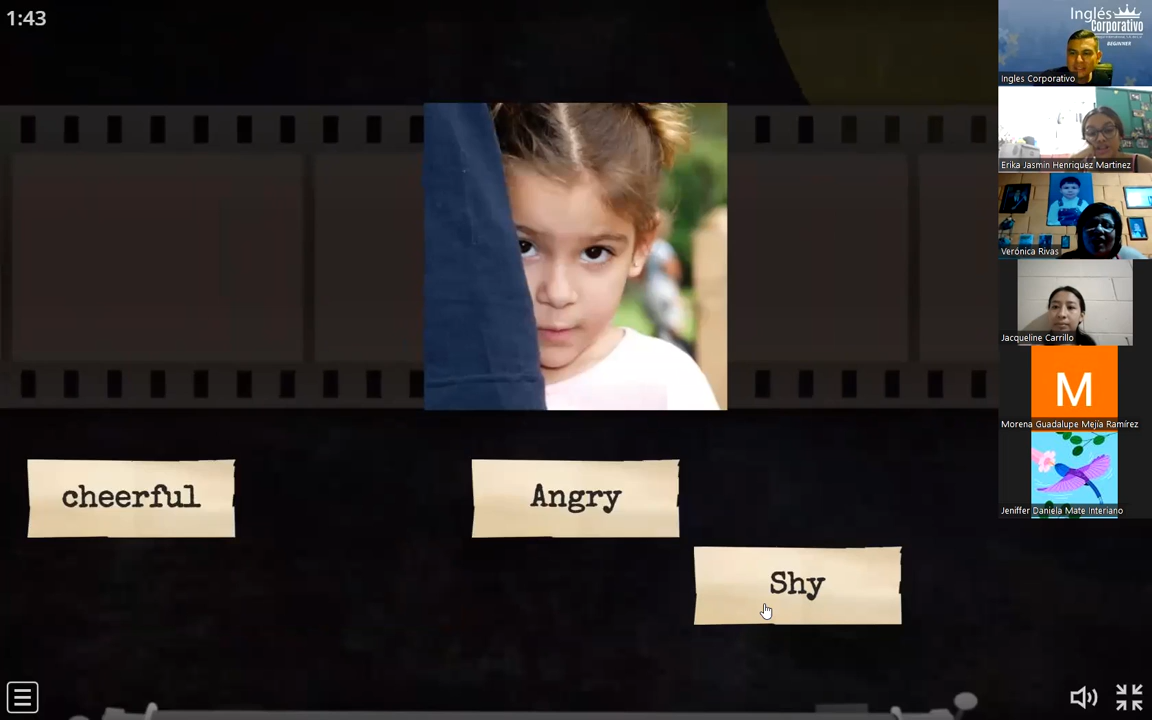 1:43
cheerful
Angry
Shy
Inglés
Corporativo
BEGINNER
Ingles Corporativo
Erika Jasmin Henriquez Martinez
Verónica Rivas
Jacqueline Carrillo
M
Morena Guadalupe Mejía Ramírez
Jeniffer Daniela Mate Interiano